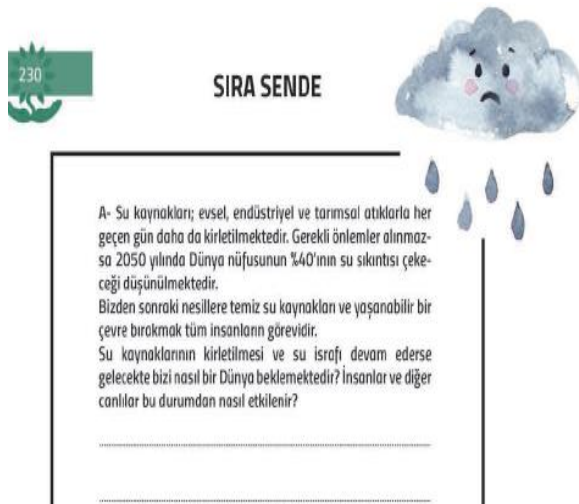 230
SIRA SENDE
A- Su kaynakları; evsel, endüstriyel ve tarımsal atıklarla her
geçen gün daha da kirletilmektedir. Gerekli önlemler alınmaz-
sa 2050 yılında Dünya nüfusunun %40'ının su sıkıntısı çeke-
ceği düşünülmektedir.
Bizden sonraki nesillere temiz su kaynakları ve yaşanabilir bir
çevre bırakmak tüm insanların görevidir.
Su kaynaklarının kirletilmesi ve su israfı devam ederse
gelecekte bizi nasıl bir Dünya beklemektedir? İnsanlar ve diğer
canlılar bu durumdan nasıl etkilenir?